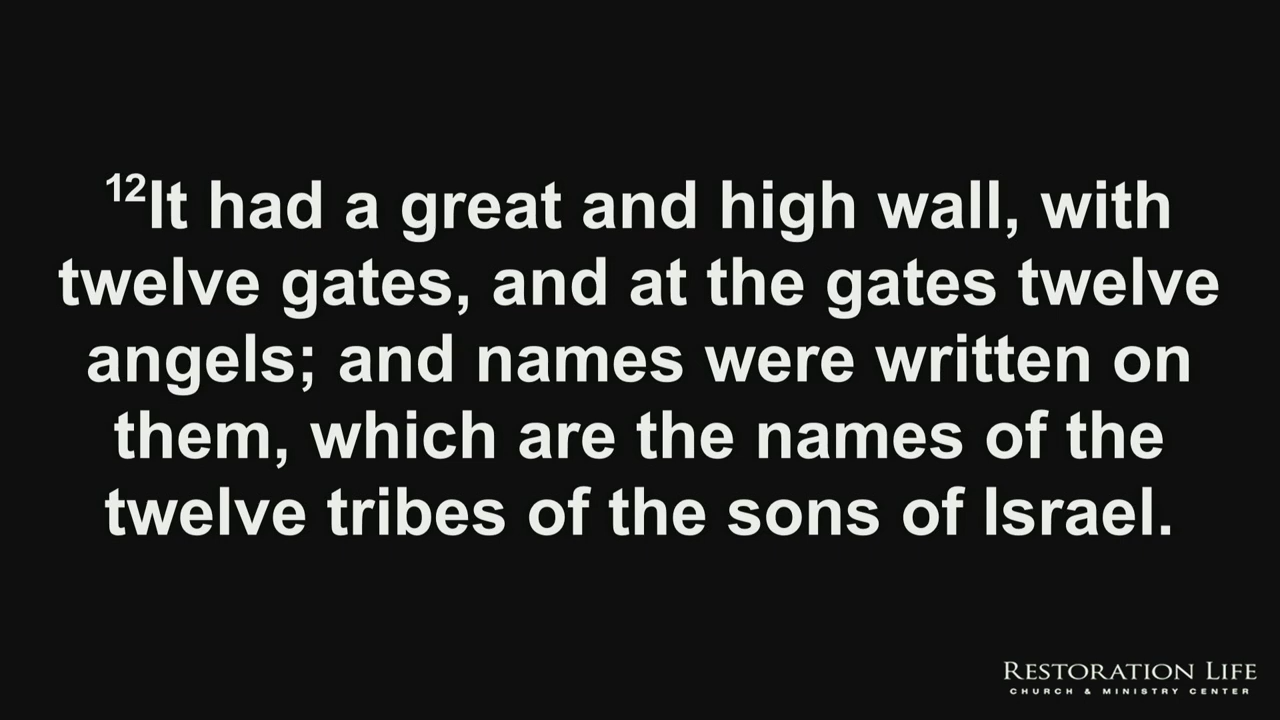 12It had a great and high wall, with
twelve gates, and at the gates twelve
angels; and names were written on
them, which are the names of the
twelve tribes of the sons of Israel.
RESTORATION LIFE
CHURCH & MINISTRY CENTER